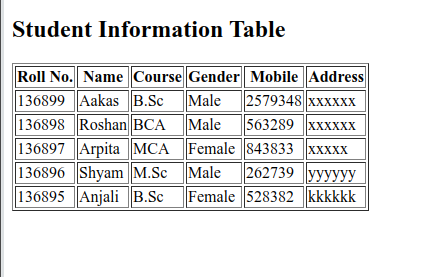 Student Information Table
Roll No. Name Course Gender Mobile Address
136899 Aakas B.Sc Male 2579348 xxxxxx
136898 Roshan BCA Male 563289 xxxxxx
136897 Arpita MCA Female 843833 xxxxx
136896 Shyam M.Sc Male 262739 yyyyyy
136895 Anjali B.Sc Female 528382 kkkkkk